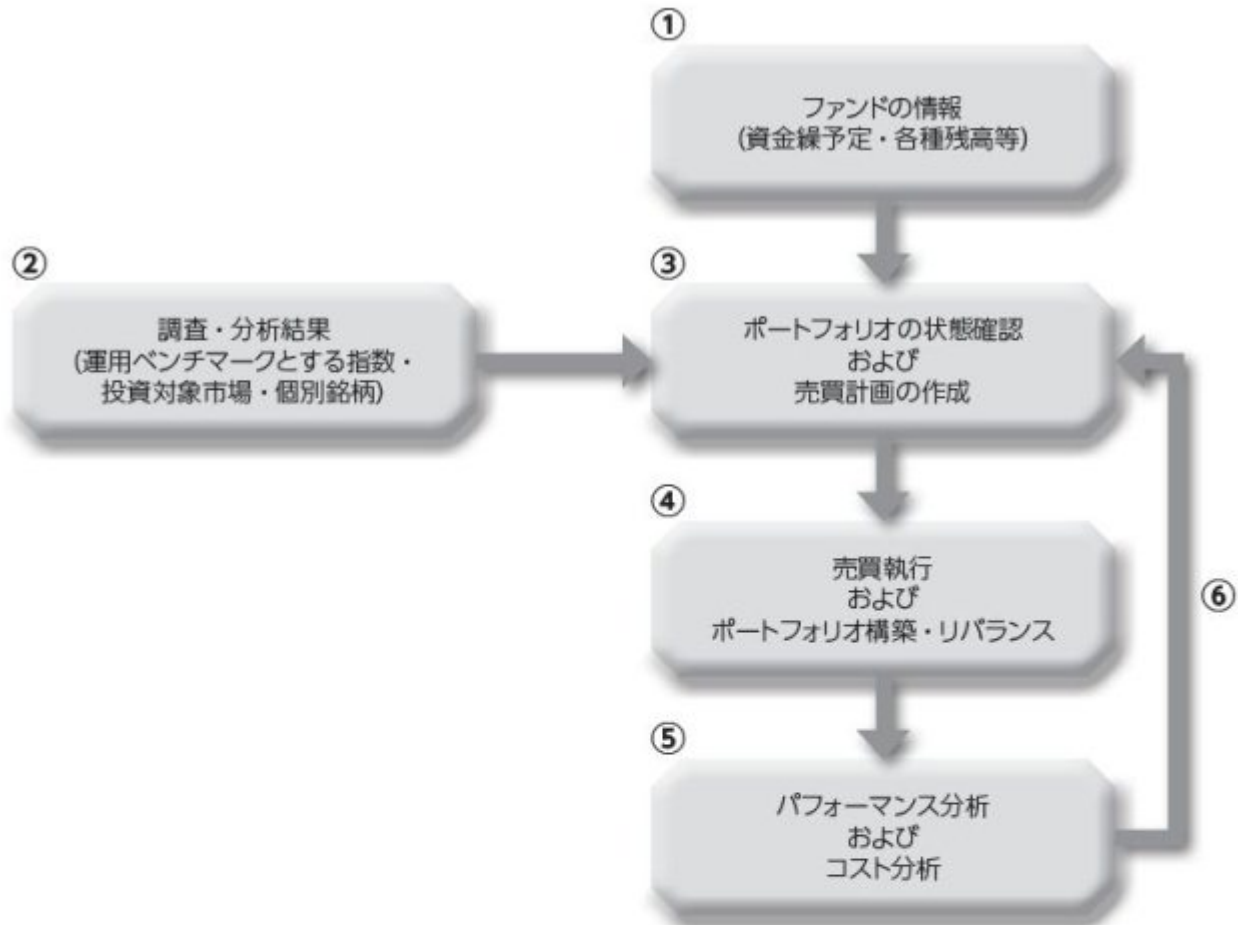 ①
ファンドの情報
(資金繰予定・各種残高等)
②
調査・分析結果
(運用ベンチマークとする指数・
投資対象市場・個別銘柄)
③
ポートフォリオの状態確認
および
売買計画の作成
④
売買執行
および
ポートフォリオ構築・リバランス
⑤
パフォーマンス分析
および
コスト分析
⑥